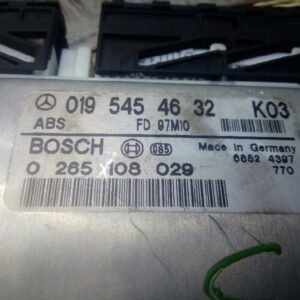 019 545 46 32 K03
ABS FD 97M10
BOSCH 085 Made in Germany
6852 4397
0 265 108 029 770